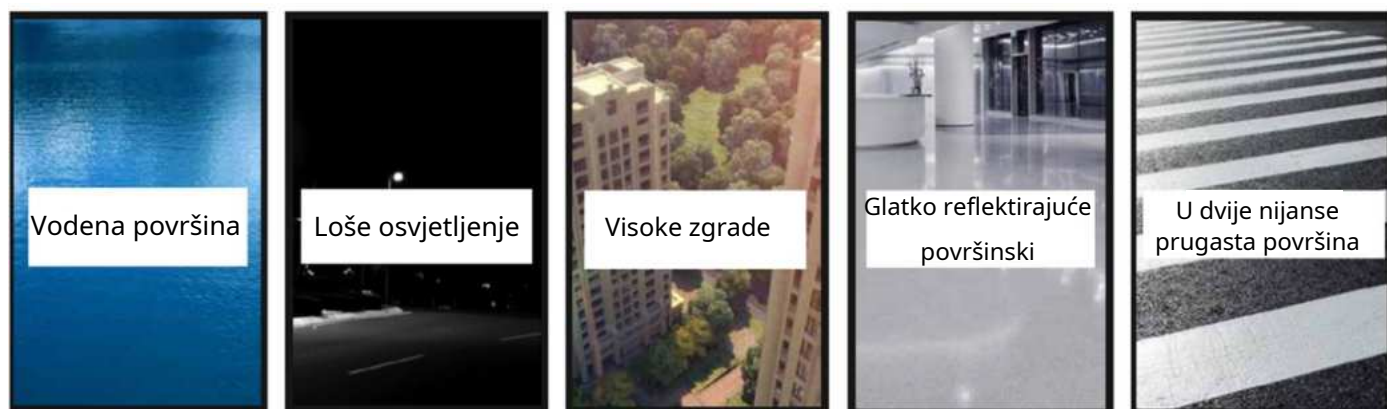 Vodena površina
Loše osvjetljenje
Visoke zgrade
Glatko reflektirajuće
površinski
U dvije nijanse
prugasta površina